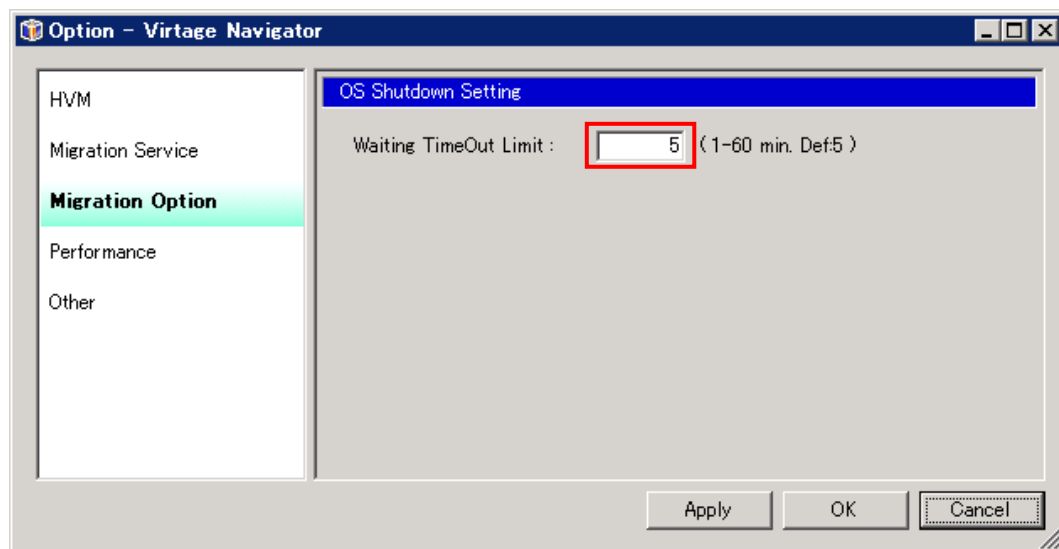 Option - Virtage Navigator
HVM
Migration Service
Migration Option
Performance
Other
OS Shutdown Setting
Waiting TimeOut Limit : 5 ( 1-60 min. Def:5 )
Apply OK Cancel